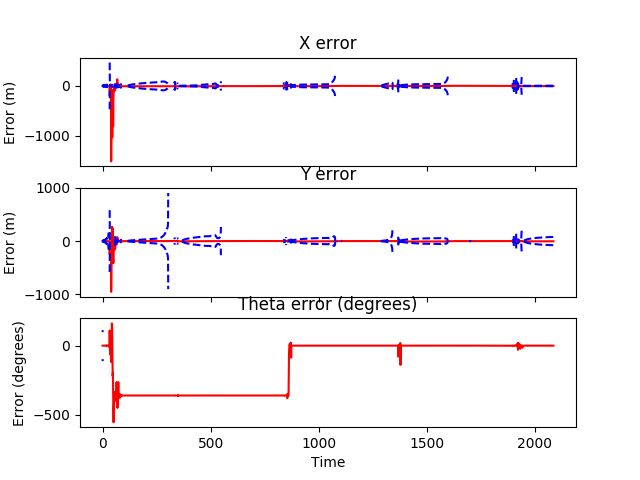 X error
0
−1000
Error (m)
Y error
1000
0
−1000
Error (m)
Theta error (degrees)
0
−500
Error (degrees)
0 500 1000 1500 2000
Time